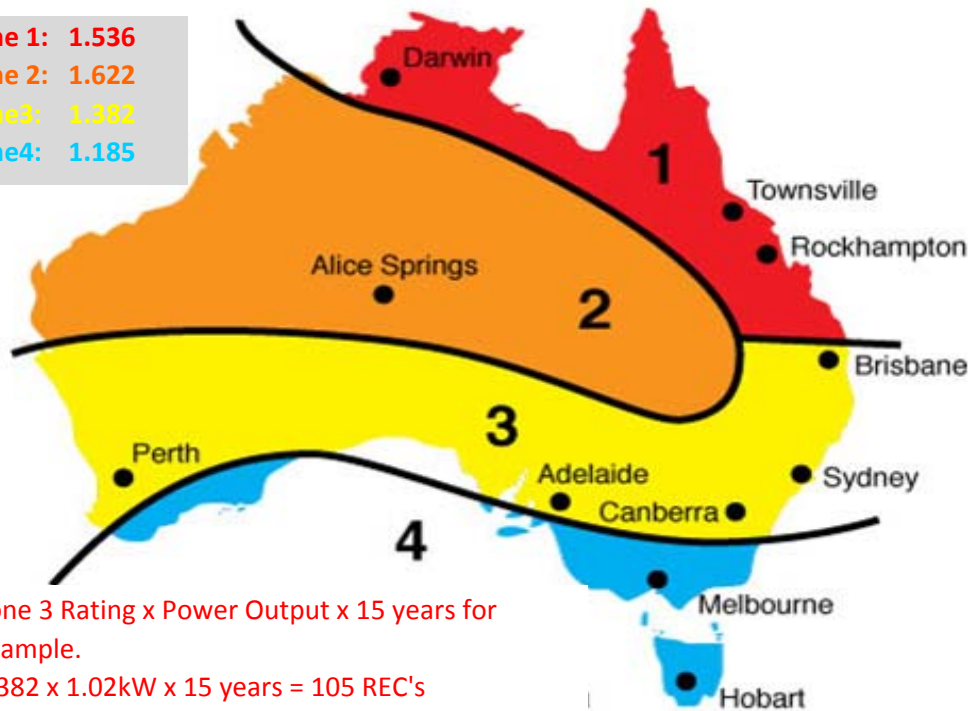 ne 1: 1.536
ne 2: 1.622
ne3: 1.382
ne4: 1.185
Darwin
1
Townsville
Rockhampton
Alice Springs
2
Brisbane
3
Perth
Adelaide
Sydney
Canberra
4
Melbourne
one 3 Rating x Power Output x 15 years for
ample.
382 x 1.02kW x 15 years = 105 REC's
Hobart